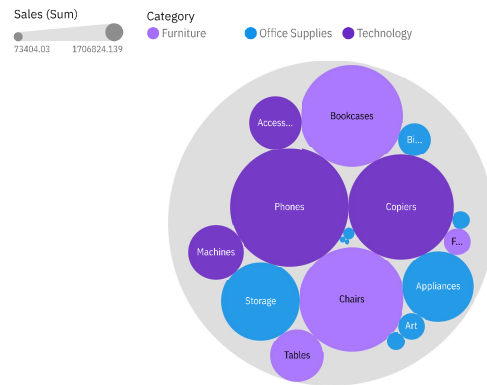 Sales (Sum)
73404.03 1706824.139
Category
Furniture Office Supplies Technology
Bookcases
Access...
Bi...
Phones
Copiers
F...
Machines
Appliances
Storage
Chairs
Art
Tables